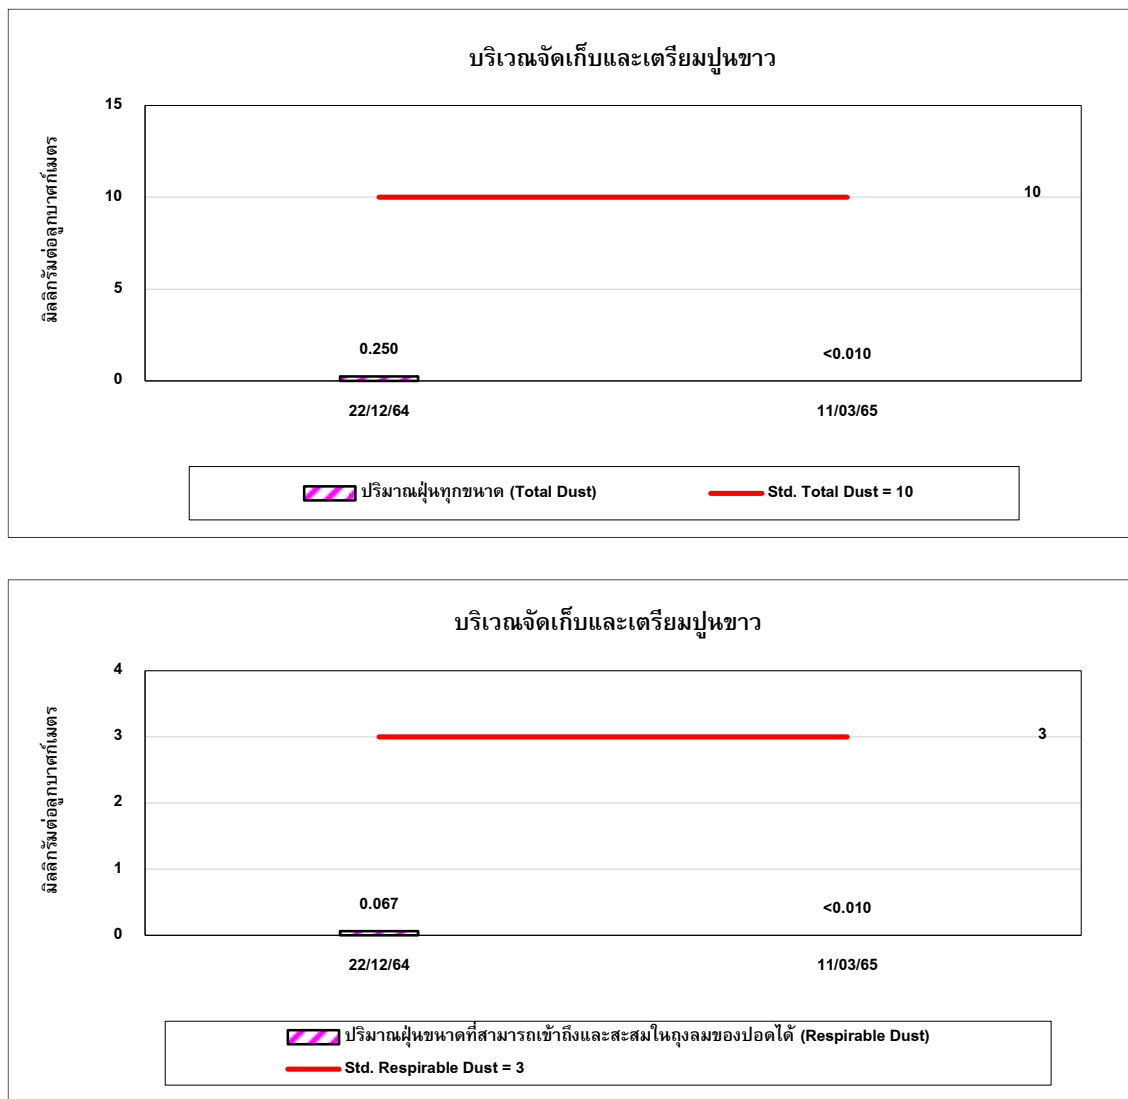 บริเวณจัดเก็บและเตรียมปูนขาว
มิลลิกรัมต่อลูกบาศก์เมตร
15
10
10
5
0.250
<0.010
0
22/12/64
11/03/65
ปริมาณฝุ่นทุกขนาด (Total Dust)
Std. Total Dust = 10
บริเวณจัดเก็บและเตรียมปูนขาว
มิลลิกรัมต่อลูกบาศก์เมตร
4
3
3
2
1
0.067
<0.010
0
22/12/64
11/03/65
ปริมาณฝุ่นขนาดที่สามารถเข้าถึงและสะสมในถุงลมของปอดได้ (Respirable Dust)
Std. Respirable Dust = 3